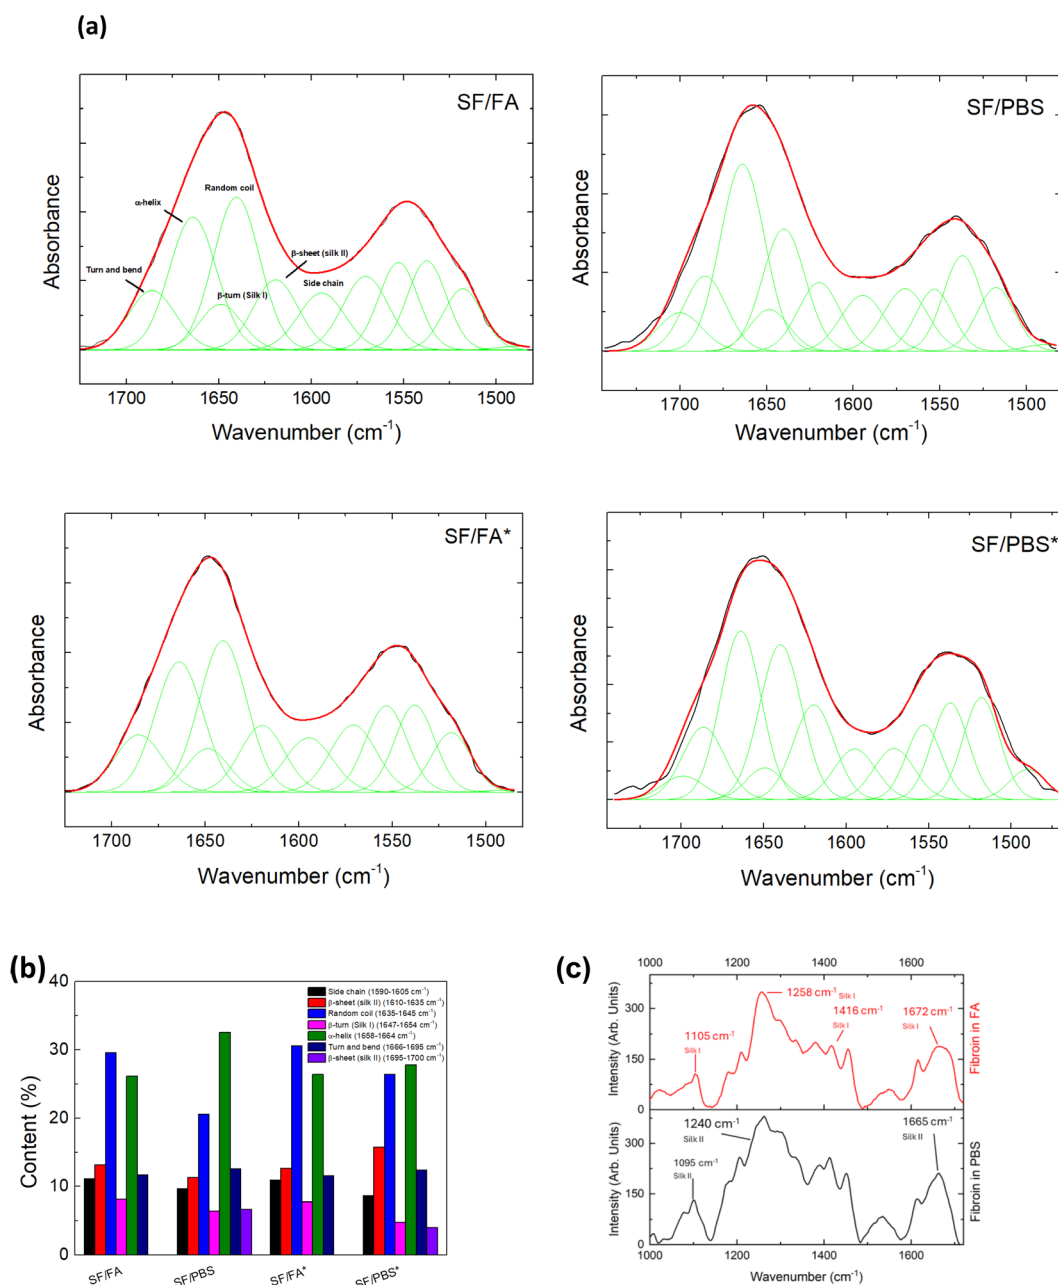 (a)
SF/FA
α-helix
Random coil
Turn and bend
β-turn (Silk I)
β-sheet (silk II)
Side chain
Absorbance
1700 1650 1600 1550 1500
Wavenumber (cm-1)
SF/PBS
Absorbance
1700 1650 1600 1550 1500
Wavenumber (cm-1)
SF/FA*
Absorbance
1700 1650 1600 1550 1500
Wavenumber (cm-1)
SF/PBS*
Absorbance
1700 1650 1600 1550 1500
Wavenumber (cm-1)
(b)
Content (%)
40
30
20
10
0
Side chain (1590-1605 cm-1)
β-sheet (silk II) (1610-1635 cm-1)
Random coil (1635-1645 cm-1)
β-turn (Silk I) (1647-1654 cm-1)
α-helix (1658-1664 cm-1)
Turn and bend (1666-1695 cm-1)
β-sheet (silk II) (1695-1700 cm-1)
SF/FA SF/PBS SF/FA* SF/PBS*
(c)
1000 1200 1400 1600
Intensity (Arb. Units)
300
150
0
1105 cm-1
Silk I
1258 cm-1 Silk I
1416 cm-1
Silk I
1672 cm-1
Silk I
Fibroin in FA
Intensity (Arb. Units)
300
150
0
1095 cm-1
Silk II
1240 cm-1
Silk II
1665 cm-1
Silk II
Fibroin in PBS
1000 1200 1400 1600
Wavenumber (cm-1)